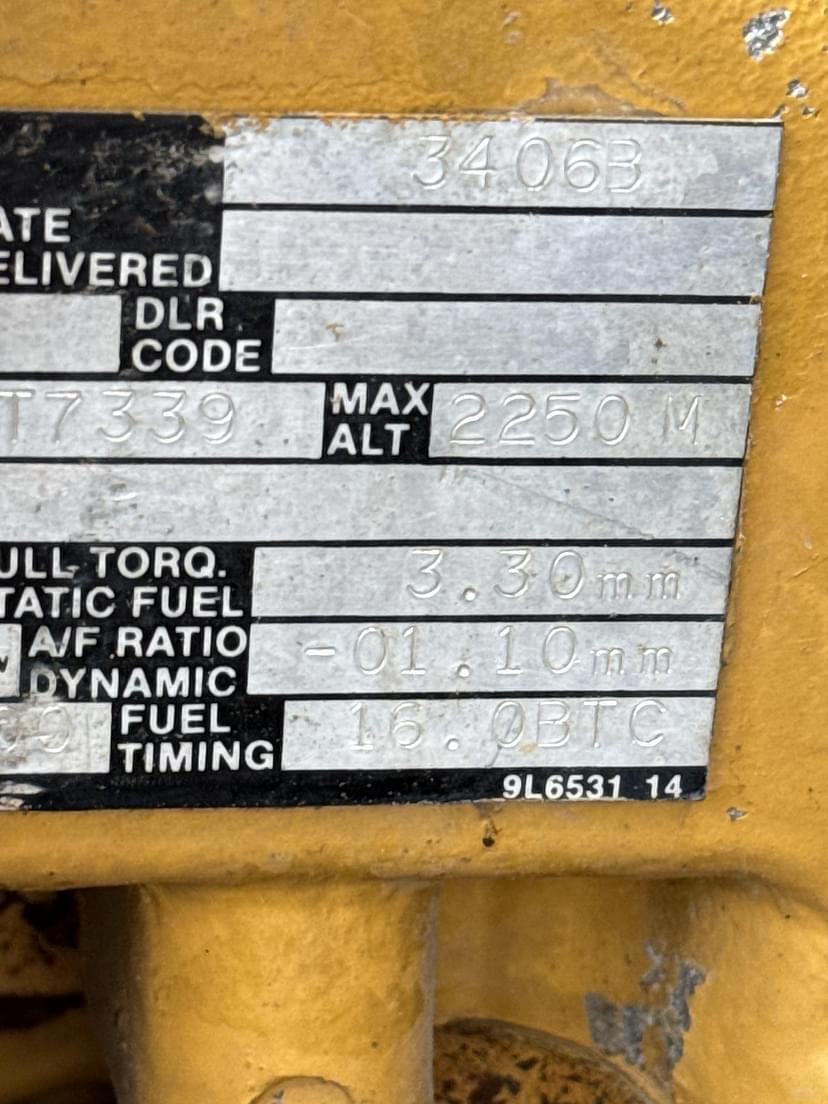 3406B
ATE
ELIVERED
DLR
CODE
T7339 MAX
ALT 2250 M
ULL TORQ.
TATIC FUEL 3.30mm
A/F RATIO
DYNAMIC -01.10mm
00 FUEL
TIMING 16.0BTC
9L6531 14